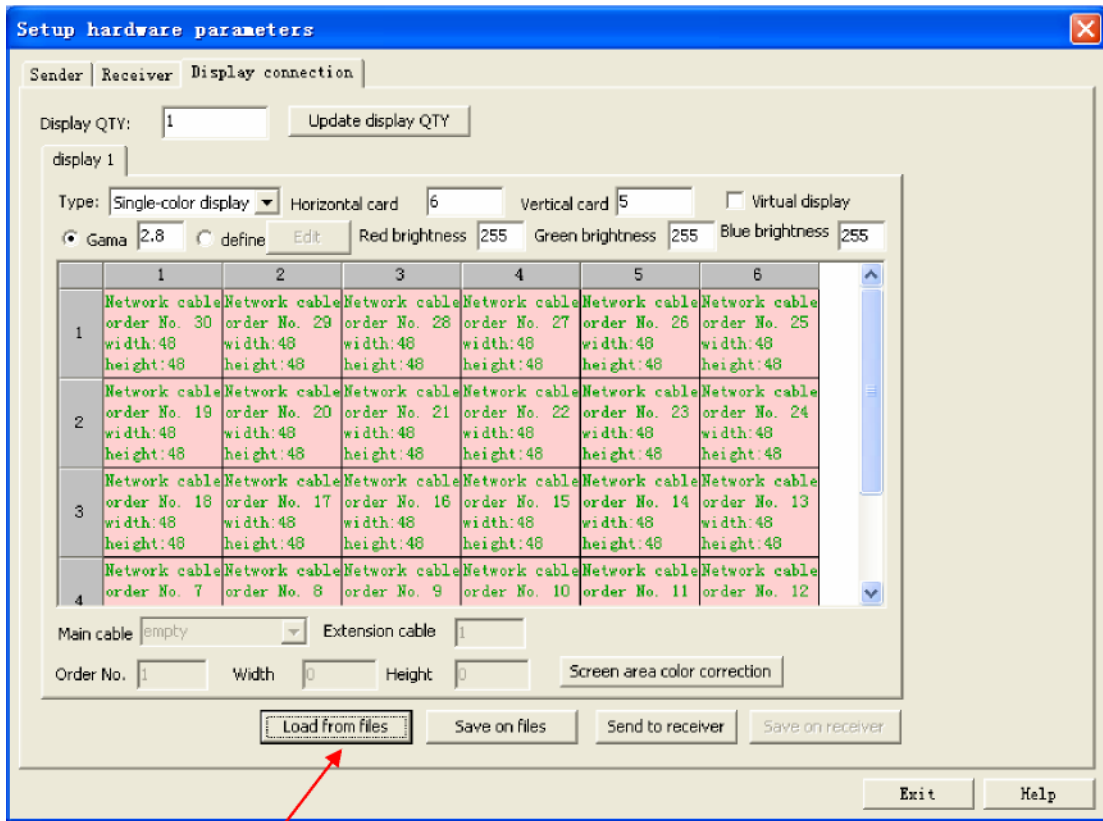 Setup hardware parameters
Sender Receiver Display connection
Display QTY: 1 Update display QTY
display 1
Type: Single-color display Horizontal card 6 Vertical card 5 Virtual display
Gama 2.8 define Edit Red brightness 255 Green brightness 255 Blue brightness 255
1 2 3 4 5 6
Network cable Network cable Network cable Network cable Network cable Network cable
order No. 30 order No. 29 order No. 28 order No. 27 order No. 26 order No. 25
1
width:48 width:48 width:48 width:48 width:48 width:48
height:48 height:48 height:48 height:48 height:48 height:48
Network cable Network cable Network cable Network cable Network cable Network cable
order No. 19 order No. 20 order No. 21 order No. 22 order No. 23 order No. 24
2
width:48 width:48 width:48 width:48 width:48 width:48
height:48 height:48 height:48 height:48 height:48 height:48
Network cable Network cable Network cable Network cable Network cable Network cable
order No. 18 order No. 17 order No. 16 order No. 15 order No. 14 order No. 13
3
width:48 width:48 width:48 width:48 width:48 width:48
height:48 height:48 height:48 height:48 height:48 height:48
Network cable Network cable Network cable Network cable Network cable Network cable
order No. 7 order No. 8 order No. 9 order No. 10 order No. 11 order No. 12
4
Main cable empty Extension cable 1
Order No. 1 Width 0 Height 0 Screen area color correction
Load from files Save on files Send to receiver Save on receiver
Exit Help